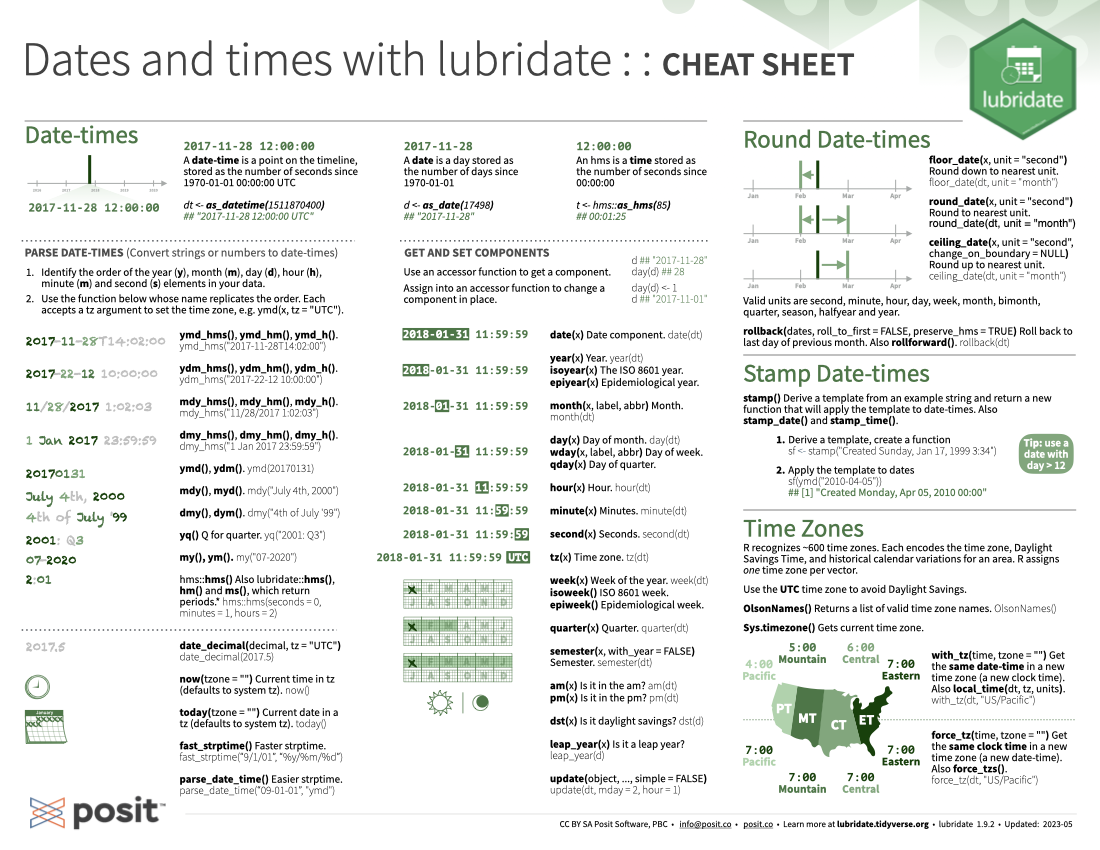 Dates and times with lubridate : : CHEAT SHEET
lubridate
Date-times
2017-11-28 12:00:00
2017-11-28 12:00:00
A date-time is a point on the timeline,
stored as the number of seconds since
1970-01-01 00:00:00 UTC
dt <- as_datetime(1511870400)
## "2017-11-28 12:00:00 UTC"
2017-11-28
A date is a day stored as
the number of days since
1970-01-01
d <- as_date(17498)
## "2017-11-28"
12:00:00
An hms is a time stored as
the number of seconds since
00:00:00
t <- hms::as_hms(85)
## 00:01:25
PARSE DATE-TIMES (Convert strings or numbers to date-times)
1. Identify the order of the year (y), month (m), day (d), hour (h),
minute (m) and second (s) elements in your data.
2. Use the function below whose name replicates the order. Each
accepts a tz argument to set the time zone, e.g. ymd(x, tz = "UTC").
2017-11-28T14:02:00
ymd_hms(), ymd_hm(), ymd_h().
ymd_hms("2017-11-28T14:02:00")
2017-22-12 10:00:00
ydm_hms(), ydm_hm(), ydm_h().
ydm_hms("2017-22-12 10:00:00")
11/28/2017 1:02:03
mdy_hms(), mdy_hm(), mdy_h().
mdy_hms("11/28/2017 1:02:03")
1 Jan 2017 23:59:59
dmy_hms(), dmy_hm(), dmy_h().
dmy_hms("1 Jan 2017 23:59:59")
20170131
ymd(), ydm(). ymd(20170131)
July 4th, 2000
mdy(), myd(). mdy("July 4th, 2000")
4th of July '99
dmy(), dym(). dmy("4th of July '99")
2001: Q3
yq() Q for quarter. yq("2001: Q3")
07-2020
my(), ym(). my("07-2020")
2:01
hms::hms() Also lubridate::hms(),
hm() and ms(), which return
periods.* hms::hms(seconds = 0,
minutes = 1, hours = 2)
2017.5
date_decimal(decimal, tz = "UTC")
date_decimal(2017.5)
now(tzone = "") Current time in tz
(defaults to system tz). now()
January
today(tzone = "") Current date in a
tz (defaults to system tz). today()
fast_strptime() Faster strptime.
fast_strptime("9/1/01", "%y/%m/%d")
parse_date_time() Easier strptime.
parse_date_time("09-01-01", "ymd")
GET AND SET COMPONENTS
Use an accessor function to get a component.
Assign into an accessor function to change a
component in place.
d ## "2017-11-28"
day(d) ## 28
day(d) <- 1
d ## "2017-11-01"
2018-01-31 11:59:59
date(x) Date component. date(dt)
2018-01-31 11:59:59
year(x) Year. year(dt)
isoyear(x) The ISO 8601 year.
epiyear(x) Epidemiological year.
2018-01-31 11:59:59
month(x, label, abbr) Month.
month(dt)
2018-01-31 11:59:59
day(x) Day of month. day(dt)
wday(x, label, abbr) Day of week.
qday(x) Day of quarter.
2018-01-31 11:59:59
hour(x) Hour. hour(dt)
2018-01-31 11:59:59
minute(x) Minutes. minute(dt)
2018-01-31 11:59:59
second(x) Seconds. second(dt)
2018-01-31 11:59:59 UTC
tz(x) Time zone. tz(dt)
J F M A M J
J A S O N D
week(x) Week of the year. week(dt)
isoweek() ISO 8601 week.
epiweek() Epidemiological week.
J F M A M J
J A S O N D
quarter(x) Quarter. quarter(dt)
J F M A M J
J A S O N D
semester(x, with_year = FALSE)
Semester. semester(dt)
am(x) Is it in the am? am(dt)
pm(x) Is it in the pm? pm(dt)
dst(x) Is it daylight savings? dst(d)
leap_year(x) Is it a leap year?
leap_year(d)
update(object, ..., simple = FALSE)
update(dt, mday = 2, hour = 1)
Round Date-times
Jan Feb Mar Apr
floor_date(x, unit = "second")
Round down to nearest unit.
floor_date(dt, unit = "month")
Jan Feb Mar Apr
round_date(x, unit = "second")
Round to nearest unit.
round_date(dt, unit = "month")
Jan Feb Mar Apr
ceiling_date(x, unit = "second",
change_on_boundary = NULL)
Round up to nearest unit.
ceiling_date(dt, unit = "month")
Valid units are second, minute, hour, day, week, month, bimonth,
quarter, season, halfyear and year.
rollback(dates, roll_to_first = FALSE, preserve_hms = TRUE) Roll back to
last day of previous month. Also rollforward(). rollback(dt)
Stamp Date-times
stamp() Derive a template from an example string and return a new
function that will apply the template to date-times. Also
stamp_date() and stamp_time().
1. Derive a template, create a function
sf <- stamp("Created Sunday, Jan 17, 1999 3:34")
2. Apply the template to dates
sf(ymd("2010-04-05"))
## [1] "Created Monday, Apr 05, 2010 00:00"
Tip: use a
date with
day > 12
Time Zones
R recognizes ~600 time zones. Each encodes the time zone, Daylight
Savings Time, and historical calendar variations for an area. R assigns
one time zone per vector.
Use the UTC time zone to avoid Daylight Savings.
OlsonNames() Returns a list of valid time zone names. OlsonNames()
Sys.timezone() Gets current time zone.
4:00
Pacific
5:00
Mountain
6:00
Central
7:00
Eastern
PT
MT
CT
ET
7:00
Pacific
7:00
Mountain
7:00
Central
7:00
Eastern
with_tz(time, tzone = "") Get
the same date-time in a new
time zone (a new clock time).
Also local_time(dt, tz, units).
with_tz(dt, "US/Pacific")
force_tz(time, tzone = "") Get
the same clock time in a new
time zone (a new date-time).
Also force_tzs().
force_tz(dt, "US/Pacific")
posit™
CC BY SA Posit Software, PBC • info@posit.co • posit.co • Learn more at lubridate.tidyverse.org • lubridate 1.9.2 • Updated: 2023-05